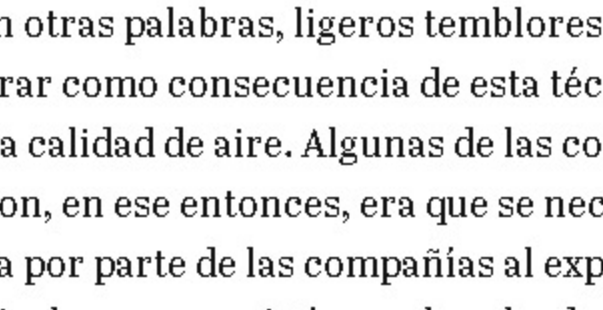 n otras palabras, ligeros temblores
rar como consecuencia de esta téc
a calidad de aire. Algunas de las co
on, en ese entonces, era que se nec
a por parte de las compañías al exp